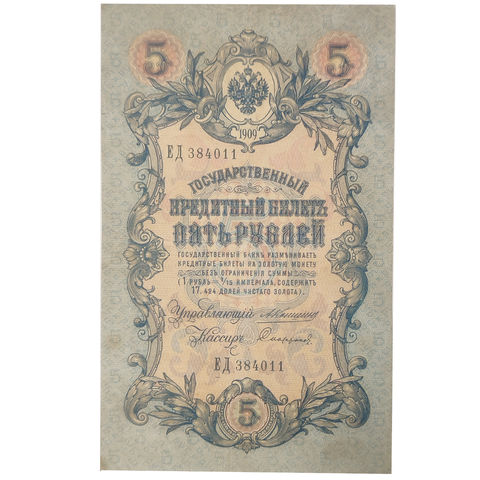 5 5
1909
ЕД 384011
ГОСУДАРСТВЕННЫЙ
КРЕДИТНЫЙ БИЛЕТЪ
ПЯТЬ РУБЛЕЙ
ГОСУДАРСТВЕННЫЙ БАНКЪ РАЗМѢНИВАЕТЪ
КРЕДИТНЫЕ БИЛЕТЫ НА ЗОЛОТУЮ МОНЕТУ
БЕЗЪ ОГРАНИЧЕНІЯ СУММЫ
(1 РУБЛЬ = 1/15 ИМПЕРІАЛА, СОДЕРЖИТЪ
17,424 ДОЛЕЙ ЧИСТАГО ЗОЛОТА).
Управляющій
Кассиръ
ЕД 384011
5